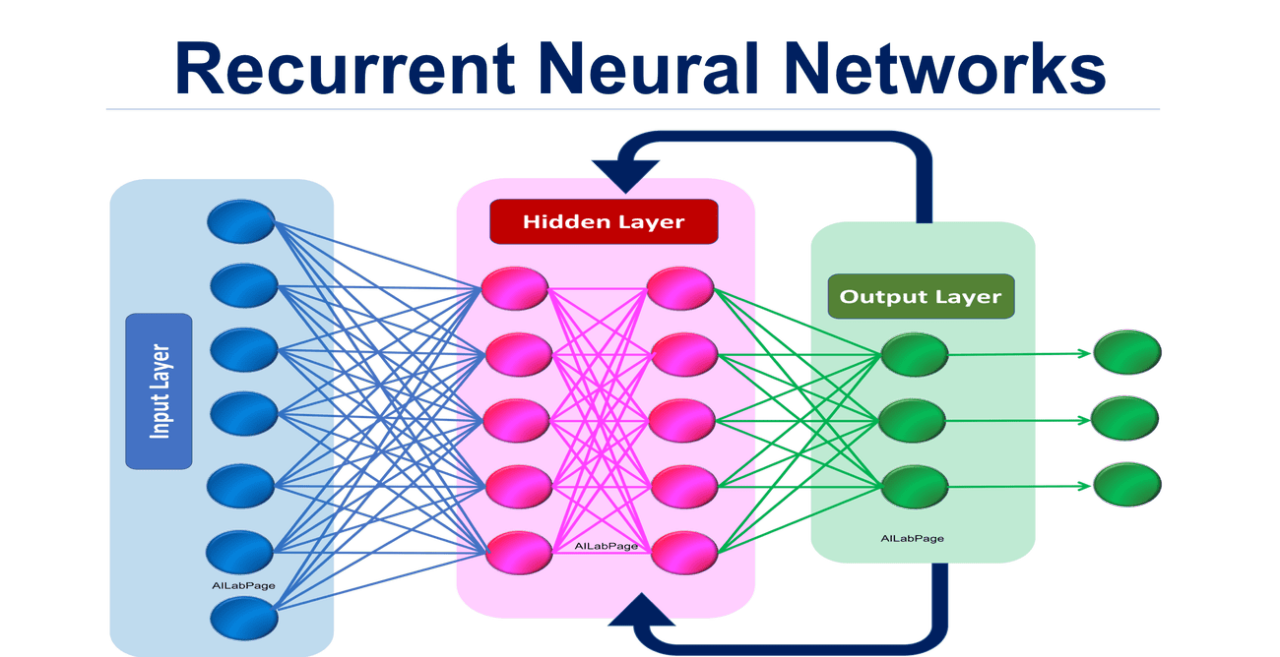 Recurrent Neural Networks
Hidden Layer
Output Layer
Input Layer
AILabPage
AILabPage
AILabPage